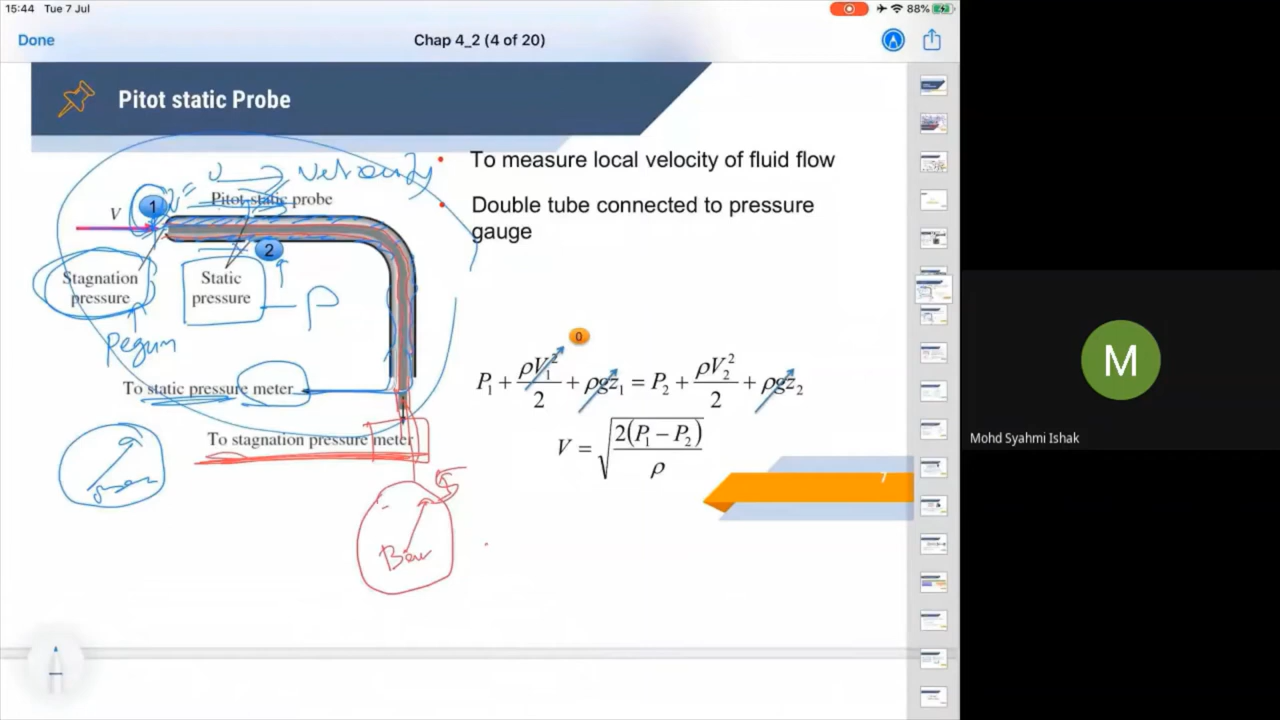 15:44 Tue 7 Jul
88%
Done
Chap 4_2 (4 of 20)
Pitot static Probe
• To measure local velocity of fluid flow
• Double tube connected to pressure
gauge
velocity
Pitot-static probe
V
1
2
Stagnation
pressure
Static
pressure
P
To static pressure meter
To stagnation pressure meter
0
P₁ + ρV₁²/2 + ρgz₁ = P₂ + ρV₂²/2 + ρgz₂
V = √(2(P₁ − P₂)/ρ)
7
M
Mohd Syahmi Ishak